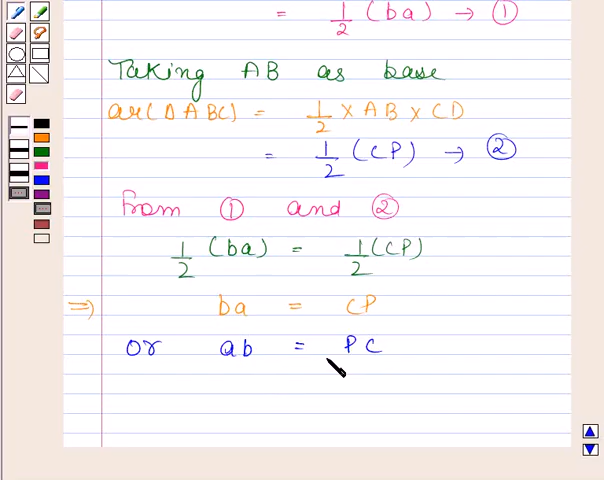 = 1/2 (ba) → ①
Taking AB as base
ar(Δ ABC) = 1/2 × AB × CD
= 1/2 (CP) → ②
From ① and ②
1/2 (ba) = 1/2 (CP)
⇒ ba = CP
or ab = PC